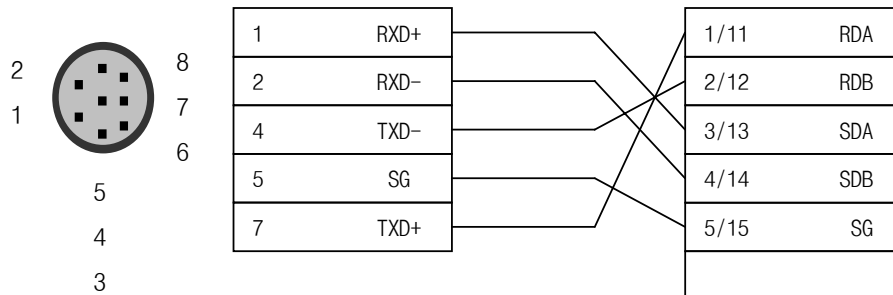 2
1
8
7
6
5
4
3
1 RXD+
2 RXD-
4 TXD-
5 SG
7 TXD+
1/11 RDA
2/12 RDB
3/13 SDA
4/14 SDB
5/15 SG